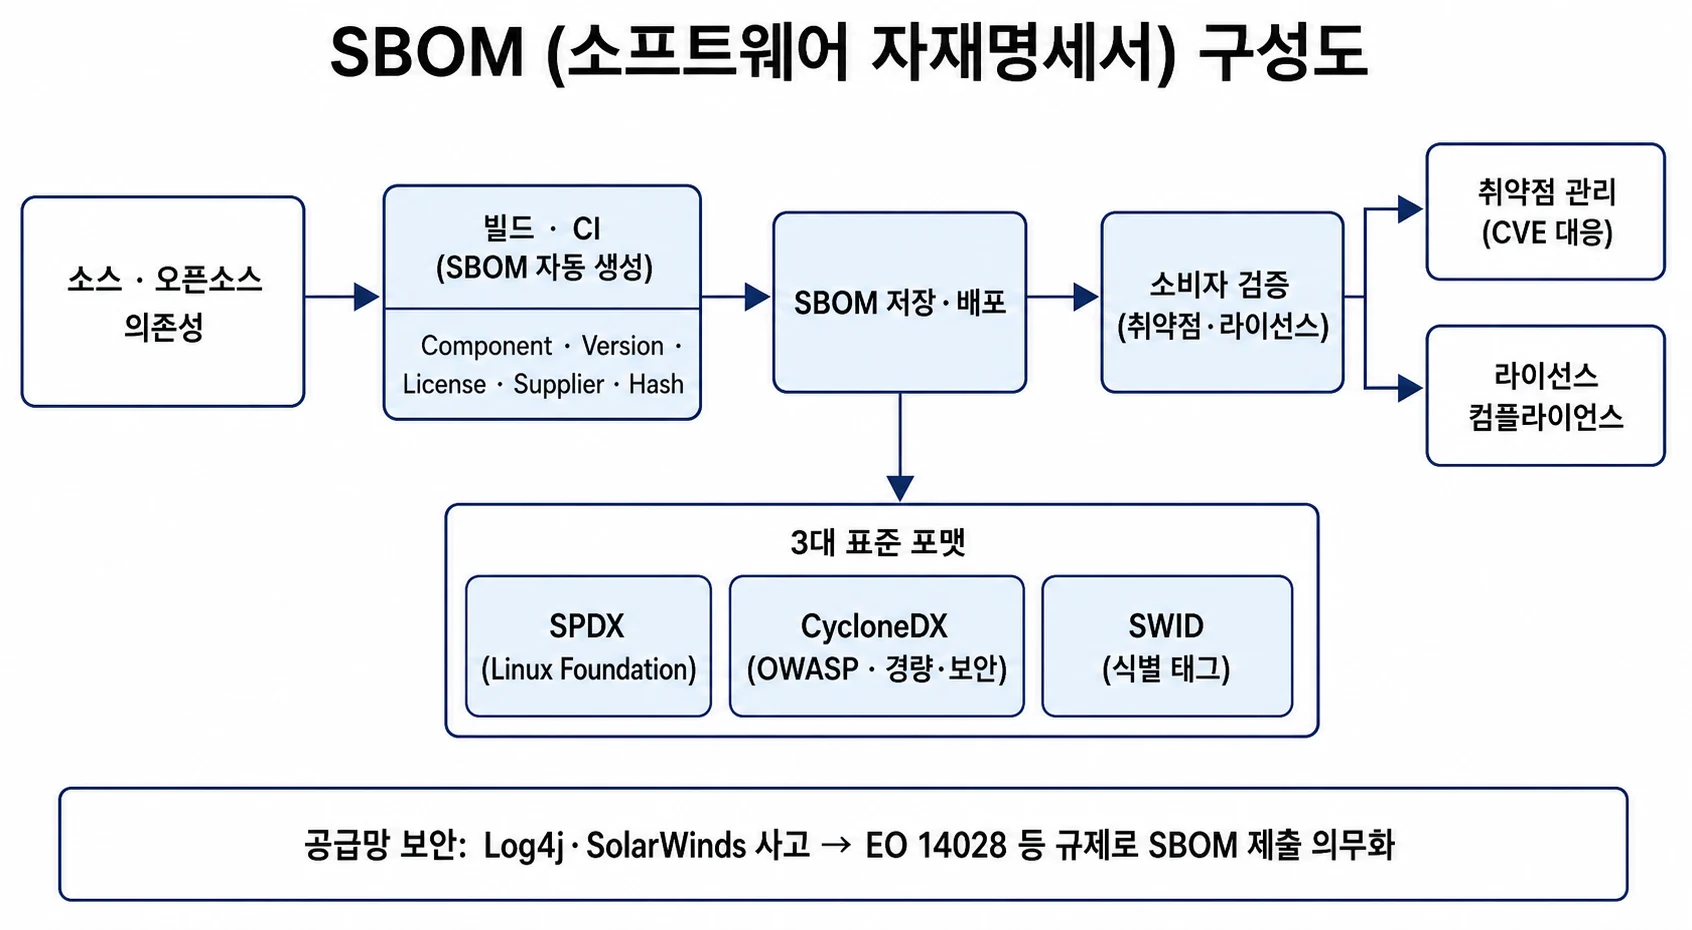 SBOM (소프트웨어 자재명세서) 구성도
소스 · 오픈소스
의존성
빌드 · CI
(SBOM 자동 생성)
Component · Version ·
License · Supplier · Hash
SBOM 저장·배포
소비자 검증
(취약점·라이선스)
취약점 관리
(CVE 대응)
라이선스
컴플라이언스
3대 표준 포맷
SPDX
(Linux Foundation)
CycloneDX
(OWASP · 경량·보안)
SWID
(식별 태그)
공급망 보안: Log4j·SolarWinds 사고 → EO 14028 등 규제로 SBOM 제출 의무화